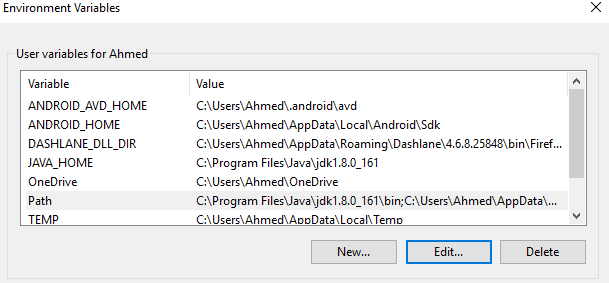 Environment Variables
User variables for Ahmed
Variable Value
ANDROID_AVD_HOME C:\Users\Ahmed\.android\avd
ANDROID_HOME C:\Users\Ahmed\AppData\Local\Android\Sdk
DASHLANE_DLL_DIR C:\Users\Ahmed\AppData\Roaming\Dashlane\4.6.8.25848\bin\Firef...
JAVA_HOME C:\Program Files\Java\jdk1.8.0_161
OneDrive C:\Users\Ahmed\OneDrive
Path C:\Program Files\Java\jdk1.8.0_161\bin;C:\Users\Ahmed\AppData\...
TEMP C:\Users\Ahmed\AppData\Local\Temp
New... Edit... Delete